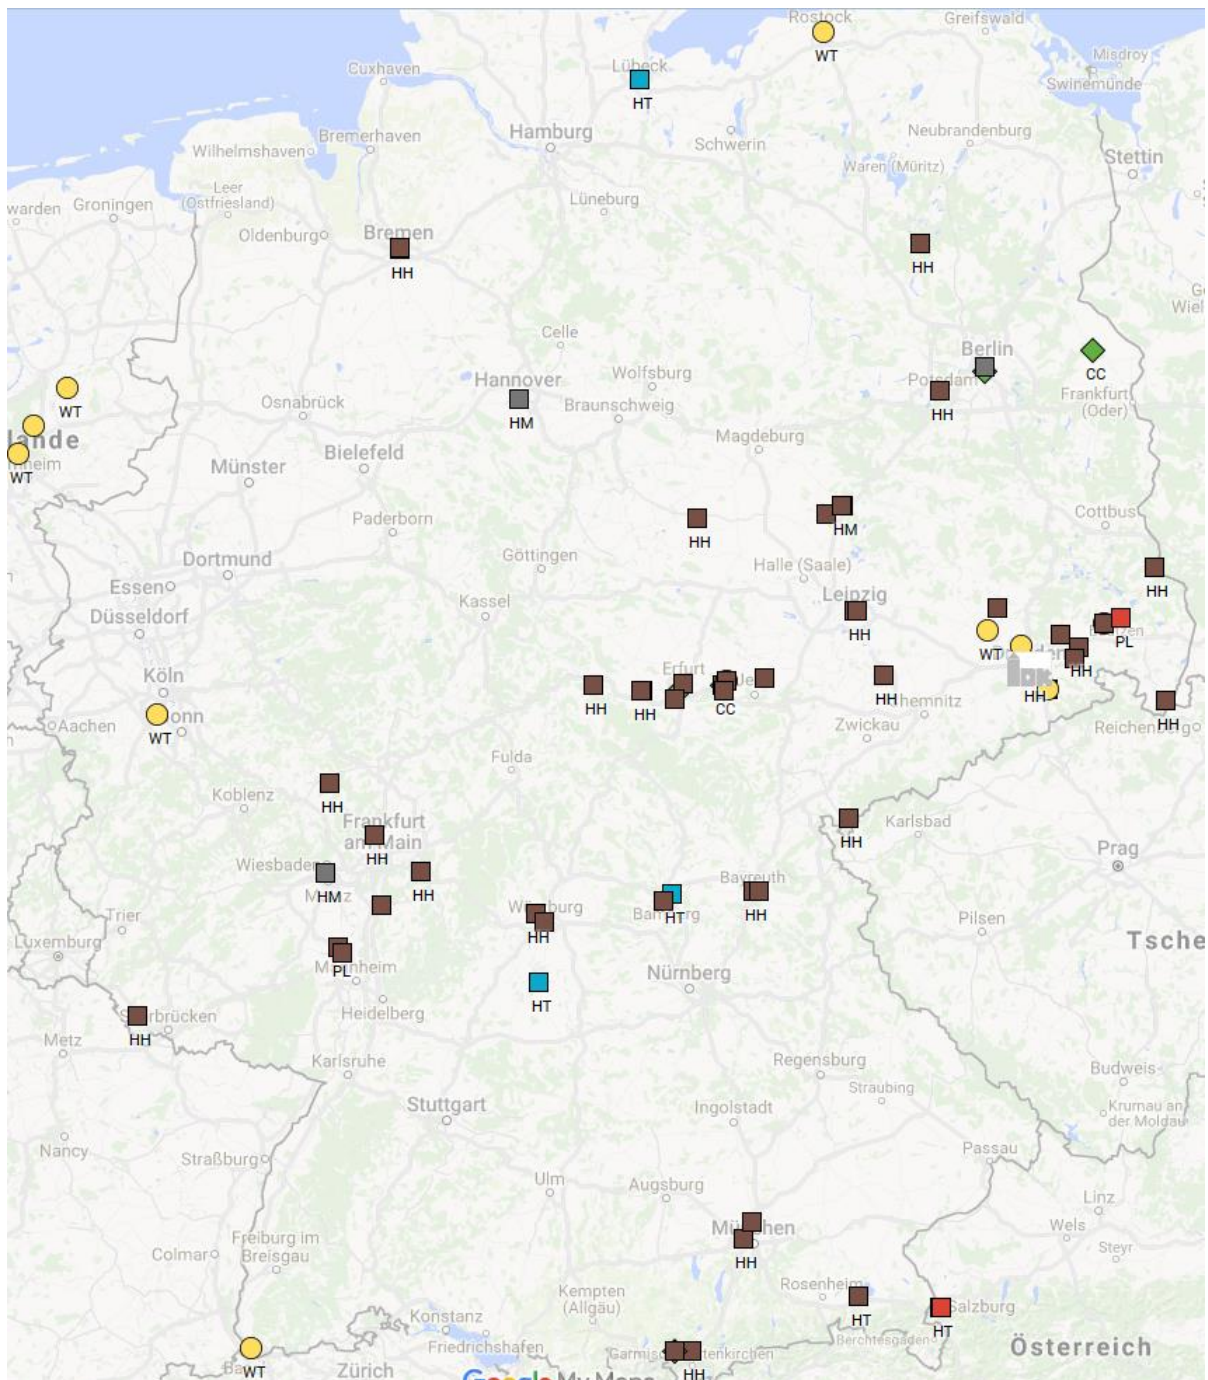 Rostock
Greifswald
WT
Misdroy
Swinemünde
Cuxhaven
Lübeck
HT
Hamburg
Schwerin
Neubrandenburg
Bremerhaven
Wilhelmshaven
Waren (Müritz)
Stettin
Leer
(Ostfriesland)
Groningen
Lüneburg
Oldenburg
Bremen
HH
HH
Celle
Berlin
CC
Hannover
Wolfsburg
Potsdam
HH
Frankfurt
(Oder)
WT
Osnabrück
HM
Braunschweig
Magdeburg
WT
Münster
Bielefeld
Paderborn
HH
HM
Cottbus
Göttingen
Halle (Saale)
Dortmund
Essen
HH
Düsseldorf
Kassel
Leipzig
HH
WT
PL
HH
Köln
Erfurt
HH
HH
CC
HH
Chemnitz
HH
HH
Aachen
WT
Zwickau
Reichenberg
Fulda
Koblenz
HH
Frankfurt
am Main
HH
HH
Karlsbad
Prag
Wiesbaden
HM
HH
Bayreuth
HH
Trier
HH
HT
Pilsen
Luxemburg
Mannheim
PL
Nürnberg
Tsche
HT
Heidelberg
HH
Metz
Karlsruhe
Regensburg
Budweis
Straubing
Stuttgart
Ingolstadt
Krumau an
der Moldau
Nancy
Straßburg
Passau
Ulm
Augsburg
Linz
München
HH
Wels
Steyr
Freiburg im
Breisgau
Colmar
Kempten
(Allgäu)
Rosenheim
HT
Salzburg
HT
Konstanz
Friedrichshafen
Berchtesgaden
Österreich
WT
Zürich
HH
Google My Maps